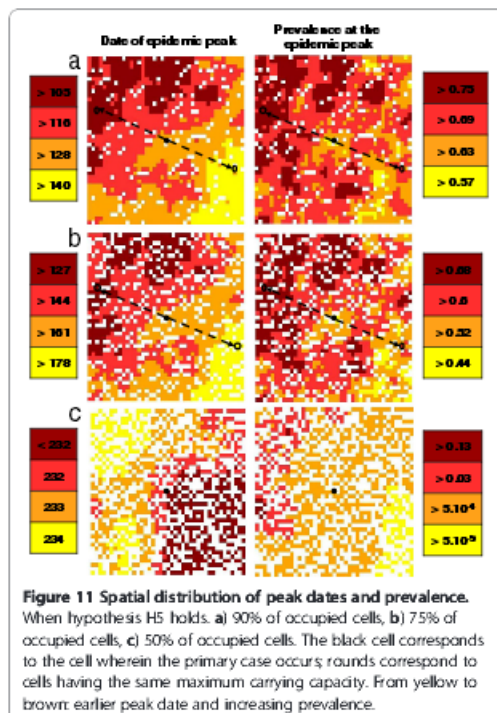 Date of epidemic peak
Prevalence at the
epidemic peak
a
> 105
> 116
> 128
> 140
> 0.75
> 0.69
> 0.63
> 0.57
b
> 127
> 144
> 161
> 178
> 0.68
> 0.6
> 0.52
> 0.44
c
< 232
232
233
234
> 0.13
> 0.03
> 5.10⁴
> 5.10⁵
Figure 11 Spatial distribution of peak dates and prevalence.
When hypothesis H5 holds. a) 90% of occupied cells, b) 75% of
occupied cells, c) 50% of occupied cells. The black cell corresponds
to the cell wherein the primary case occurs; rounds correspond to
cells having the same maximum carrying capacity. From yellow to
brown: earlier peak date and increasing prevalence.